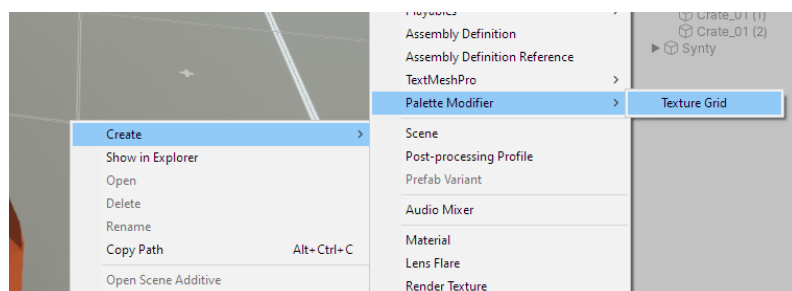 Playables
Assembly Definition
Assembly Definition Reference
TextMeshPro
Palette Modifier
Texture Grid
Scene
Post-processing Profile
Prefab Variant
Audio Mixer
Material
Lens Flare
Render Texture
Create
Show in Explorer
Open
Delete
Rename
Copy Path Alt+Ctrl+C
Open Scene Additive
Crate_01 (1)
Crate_01 (2)
Synty